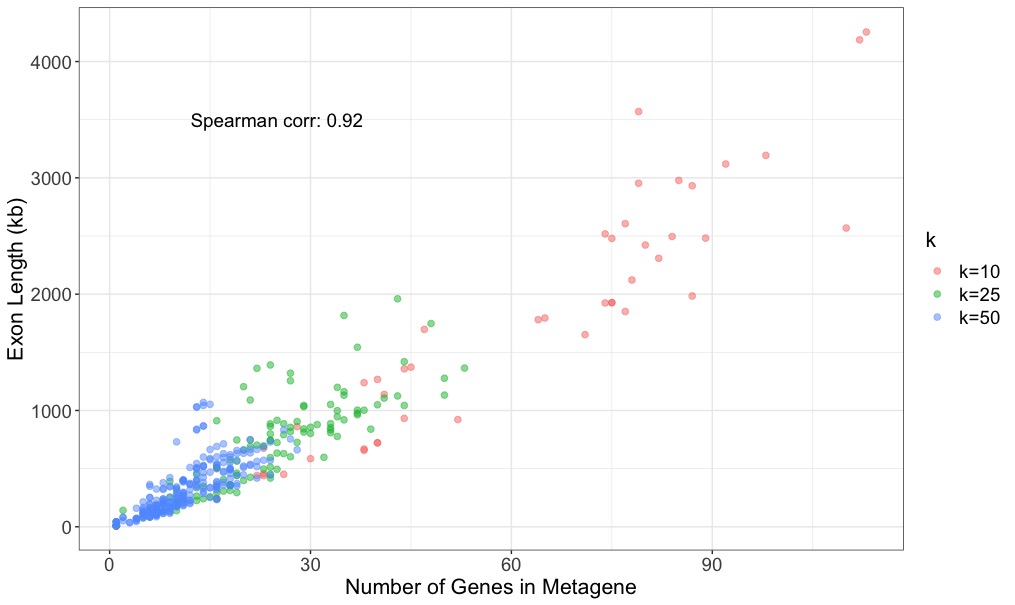 4000
3000
2000
1000
0
Exon Length (kb)
Spearman corr: 0.92
0
30
60
90
Number of Genes in Metagene
k
k=10
k=25
k=50